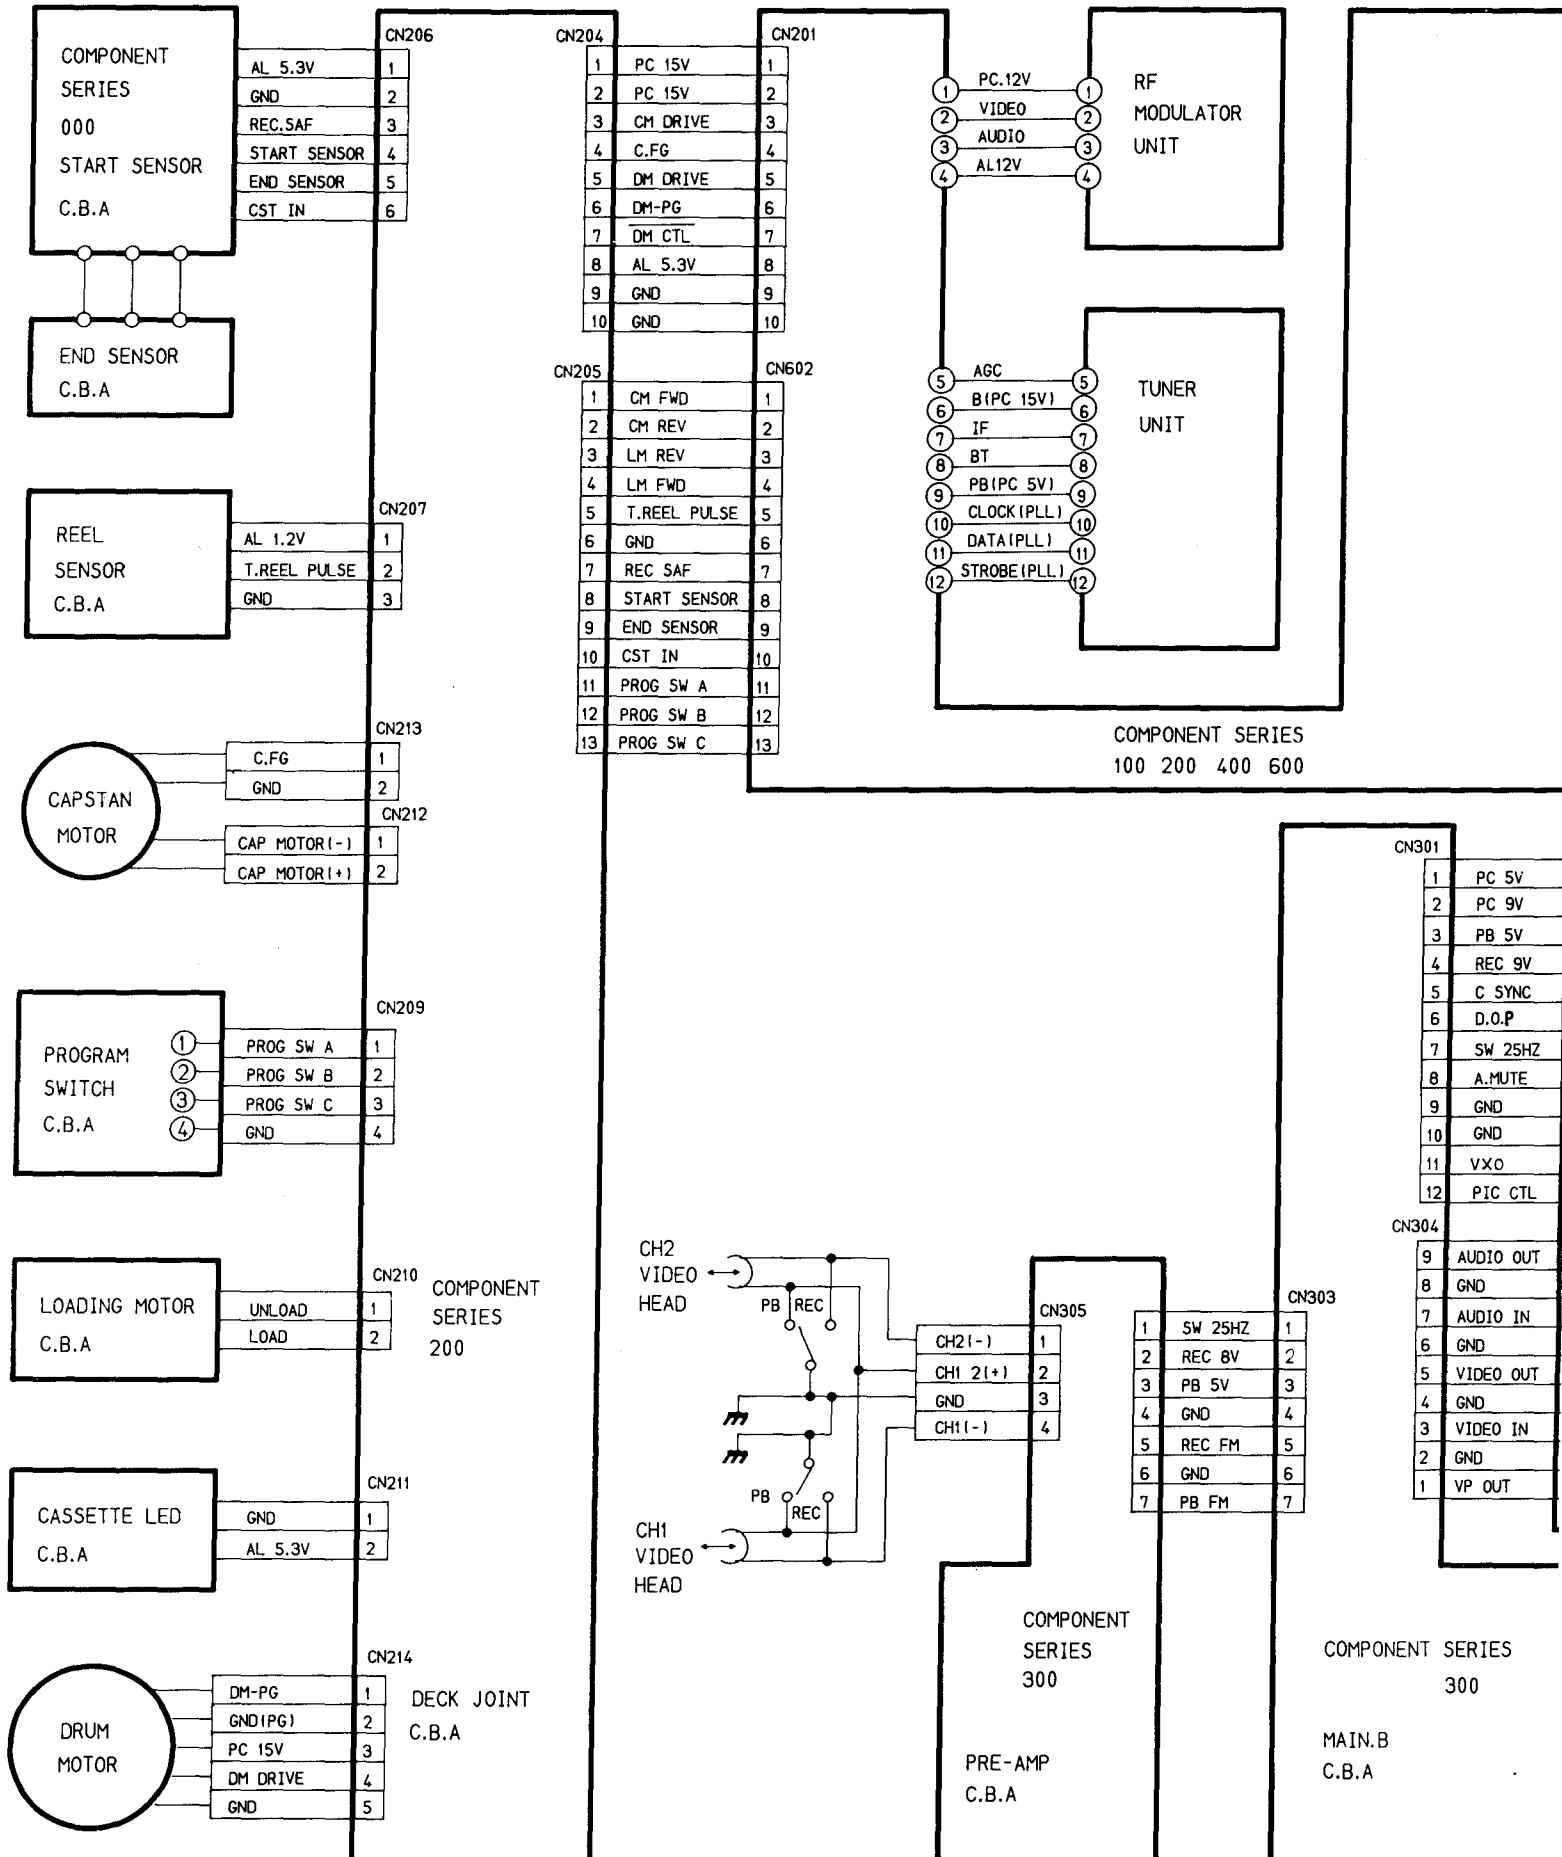 COMPONENT
SERIES
000
START SENSOR
C.B.A
CN206
AL 5.3V 1
GND 2
REC.SAF 3
START SENSOR 4
END SENSOR 5
CST IN 6
END SENSOR
C.B.A
REEL
SENSOR
C.B.A
CN207
AL 1.2V 1
T.REEL PULSE 2
GND 3
CAPSTAN
MOTOR
CN213
C.FG 1
GND 2
CN212
CAP MOTOR(-) 1
CAP MOTOR(+) 2
PROGRAM
SWITCH
C.B.A
CN209
1 PROG SW A 1
2 PROG SW B 2
3 PROG SW C 3
4 GND 4
LOADING MOTOR
C.B.A
CN210
UNLOAD 1
LOAD 2
COMPONENT
SERIES
200
CASSETTE LED
C.B.A
CN211
GND 1
AL 5.3V 2
DRUM
MOTOR
CN214
DM-PG 1
GND(PG) 2
PC 15V 3
DM DRIVE 4
GND 5
DECK JOINT
C.B.A
CN204 CN201
1 PC 15V 1
2 PC 15V 2
3 CM DRIVE 3
4 C.FG 4
5 DM DRIVE 5
6 DM-PG 6
7 DM CTL 7
8 AL 5.3V 8
9 GND 9
10 GND 10
CN205 CN602
1 CM FWD 1
2 CM REV 2
3 LM REV 3
4 LM FWD 4
5 T.REEL PULSE 5
6 GND 6
7 REC SAF 7
8 START SENSOR 8
9 END SENSOR 9
10 CST IN 10
11 PROG SW A 11
12 PROG SW B 12
13 PROG SW C 13
1 PC.12V 1
2 VIDEO 2
3 AUDIO 3
4 AL12V 4
RF
MODULATOR
UNIT
5 AGC 5
6 B(PC 15V) 6
7 IF 7
8 BT 8
9 PB(PC 5V) 9
10 CLOCK(PLL) 10
11 DATA(PLL) 11
12 STROBE(PLL) 12
TUNER
UNIT
COMPONENT SERIES
100 200 400 600
CH2
VIDEO
HEAD
PB REC
PB
REC
CH1
VIDEO
HEAD
CN305
CH2(-) 1
CH1 2(+) 2
GND 3
CH1(-) 4
CN303
1 SW 25HZ 1
2 REC 8V 2
3 PB 5V 3
4 GND 4
5 REC FM 5
6 GND 6
7 PB FM 7
COMPONENT
SERIES
300
PRE-AMP
C.B.A
CN301
1 PC 5V
2 PC 9V
3 PB 5V
4 REC 9V
5 C SYNC
6 D.O.P
7 SW 25HZ
8 A.MUTE
9 GND
10 GND
11 VXO
12 PIC CTL
CN304
9 AUDIO OUT
8 GND
7 AUDIO IN
6 GND
5 VIDEO OUT
4 GND
3 VIDEO IN
2 GND
1 VP OUT
COMPONENT SERIES
300
MAIN.B
C.B.A